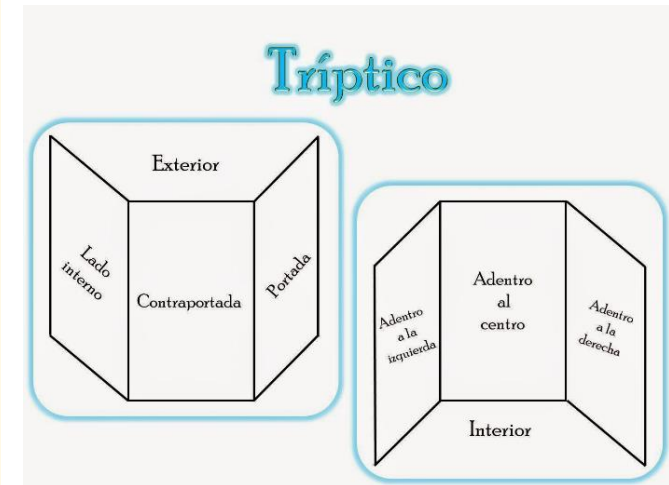 Tríptico
Exterior
Lado
interno
Contraportada
Portada
Adentro
a la
izquierda
Adentro
al
centro
Adentro
a la
derecha
Interior